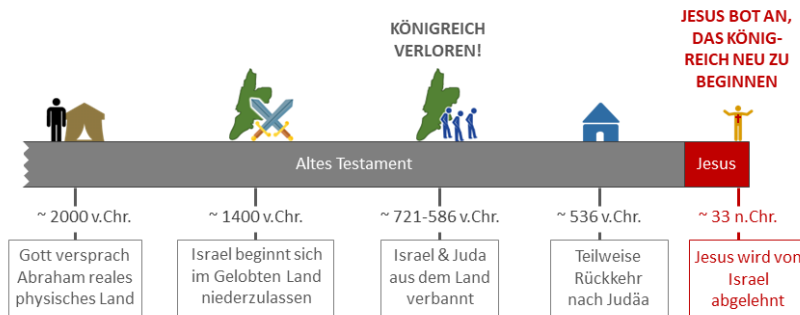 KÖNIGREICH
VERLOREN!
JESUS BOT AN,
DAS KÖNIG-
REICH NEU ZU
BEGINNEN
Altes Testament
Jesus
~ 2000 v.Chr.
~ 1400 v.Chr.
~ 721-586 v.Chr.
~ 536 v.Chr.
~ 33 n.Chr.
Gott versprach
Abraham reales
physisches Land
Israel beginnt sich
im Gelobten Land
niederzulassen
Israel & Juda
aus dem Land
verbannt
Teilweise
Rückkehr
nach Judäa
Jesus wird von
Israel
abgelehnt